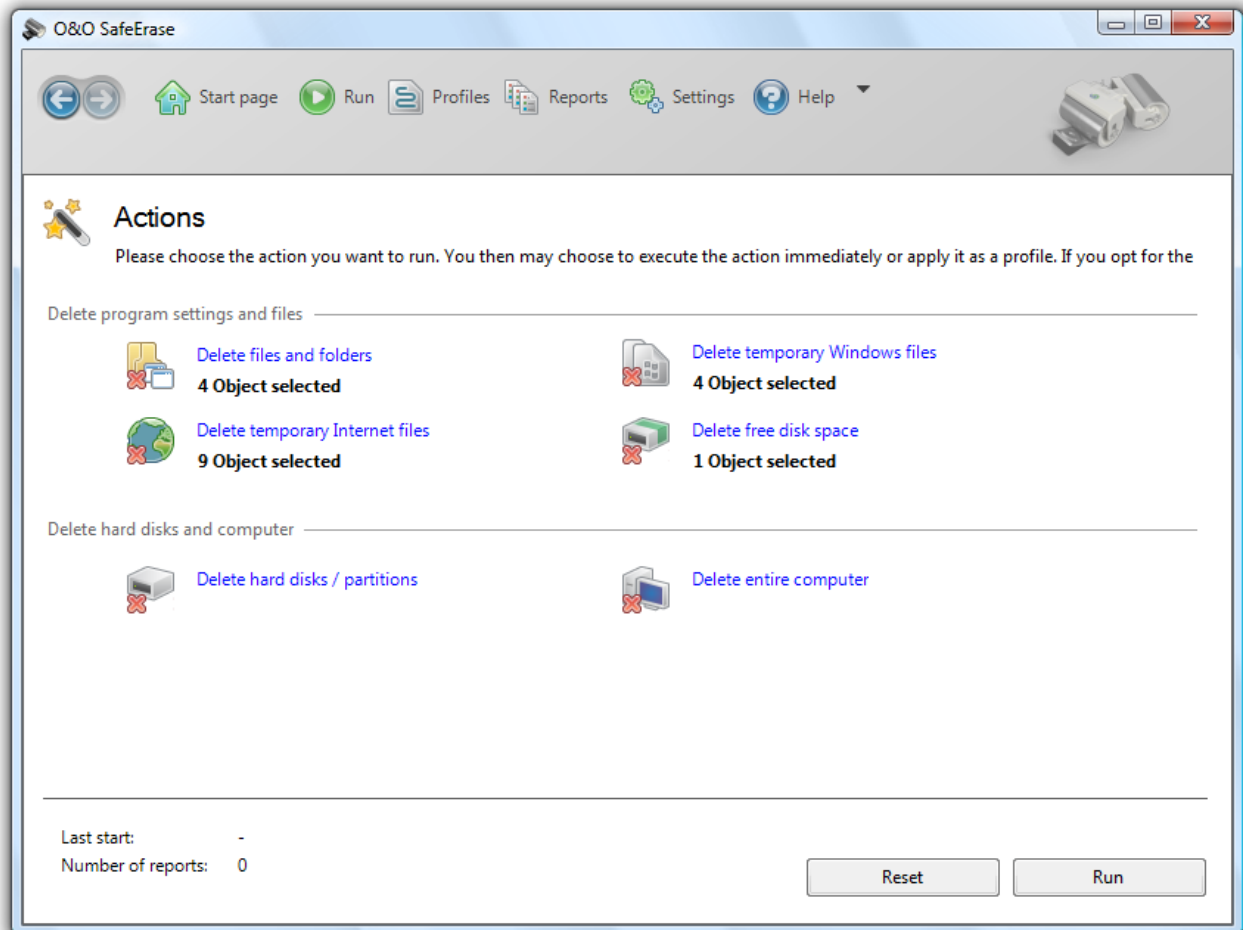 O&O SafeErase
Start page Run Profiles Reports Settings Help
Actions
Please choose the action you want to run. You then may choose to execute the action immediately or apply it as a profile. If you opt for the
Delete program settings and files
Delete files and folders
4 Object selected
Delete temporary Windows files
4 Object selected
Delete temporary Internet files
9 Object selected
Delete free disk space
1 Object selected
Delete hard disks and computer
Delete hard disks / partitions
Delete entire computer
Last start: -
Number of reports: 0
Reset
Run